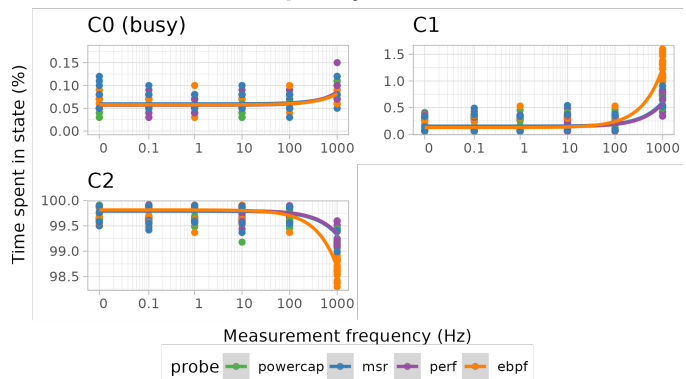 C0 (busy)
0.15
0.10
0.05
0.00
0 0.1 1 10 100 1000
C1
1.5
1.0
0.5
0.0
0 0.1 1 10 100 1000
C2
100.0
99.5
99.0
98.5
0 0.1 1 10 100 1000
Time spent in state (%)
Measurement frequency (Hz)
probe powercap msr perf ebpf